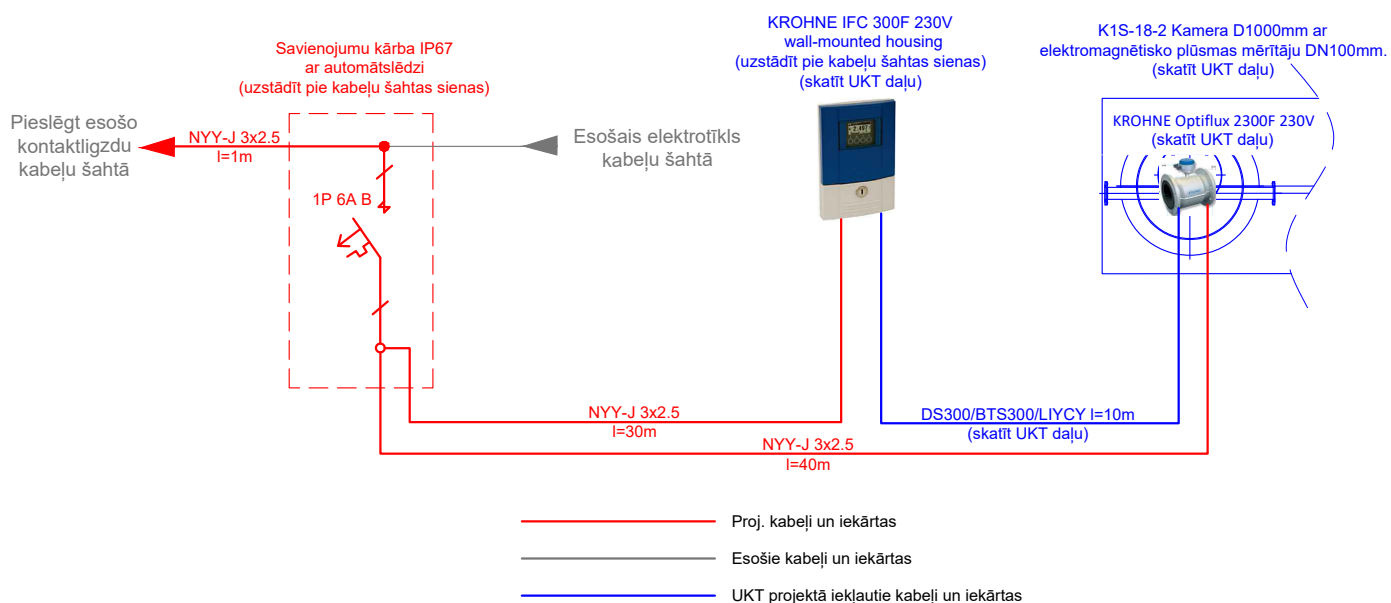 Savienojumu kārba IP67
ar automātslēdzi
(uzstādīt pie kabeļu šahtas sienas)
KROHNE IFC 300F 230V
wall-mounted housing
(uzstādīt pie kabeļu šahtas sienas)
(skatīt UKT daļu)
K1S-18-2 Kamera D1000mm ar
elektromagnētisko plūsmas mērītāju DN100mm.
(skatīt UKT daļu)
KROHNE Optiflux 2300F 230V
(skatīt UKT daļu)
Pieslēgt esošo
kontaktligzdu
kabeļu šahtā
NYY-J 3x2.5
l=1m
Esošais elektrotīkls
kabeļu šahtā
1P 6A B
NYY-J 3x2.5
l=30m
DS300/BTS300/LIYCY l=10m
(skatīt UKT daļu)
NYY-J 3x2.5
l=40m
Proj. kabeļi un iekārtas
Esošie kabeļi un iekārtas
UKT projektā iekļautie kabeļi un iekārtas